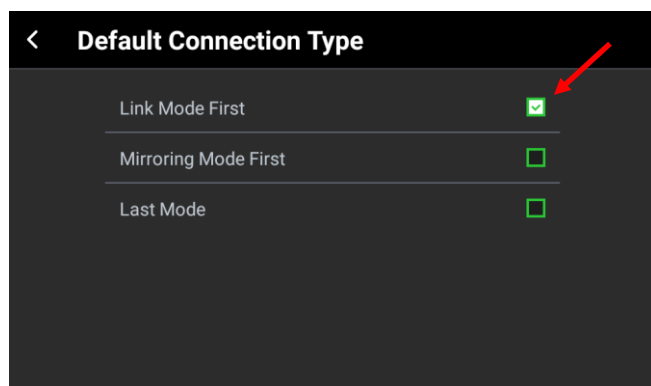 Default Connection Type
Link Mode First
Mirroring Mode First
Last Mode